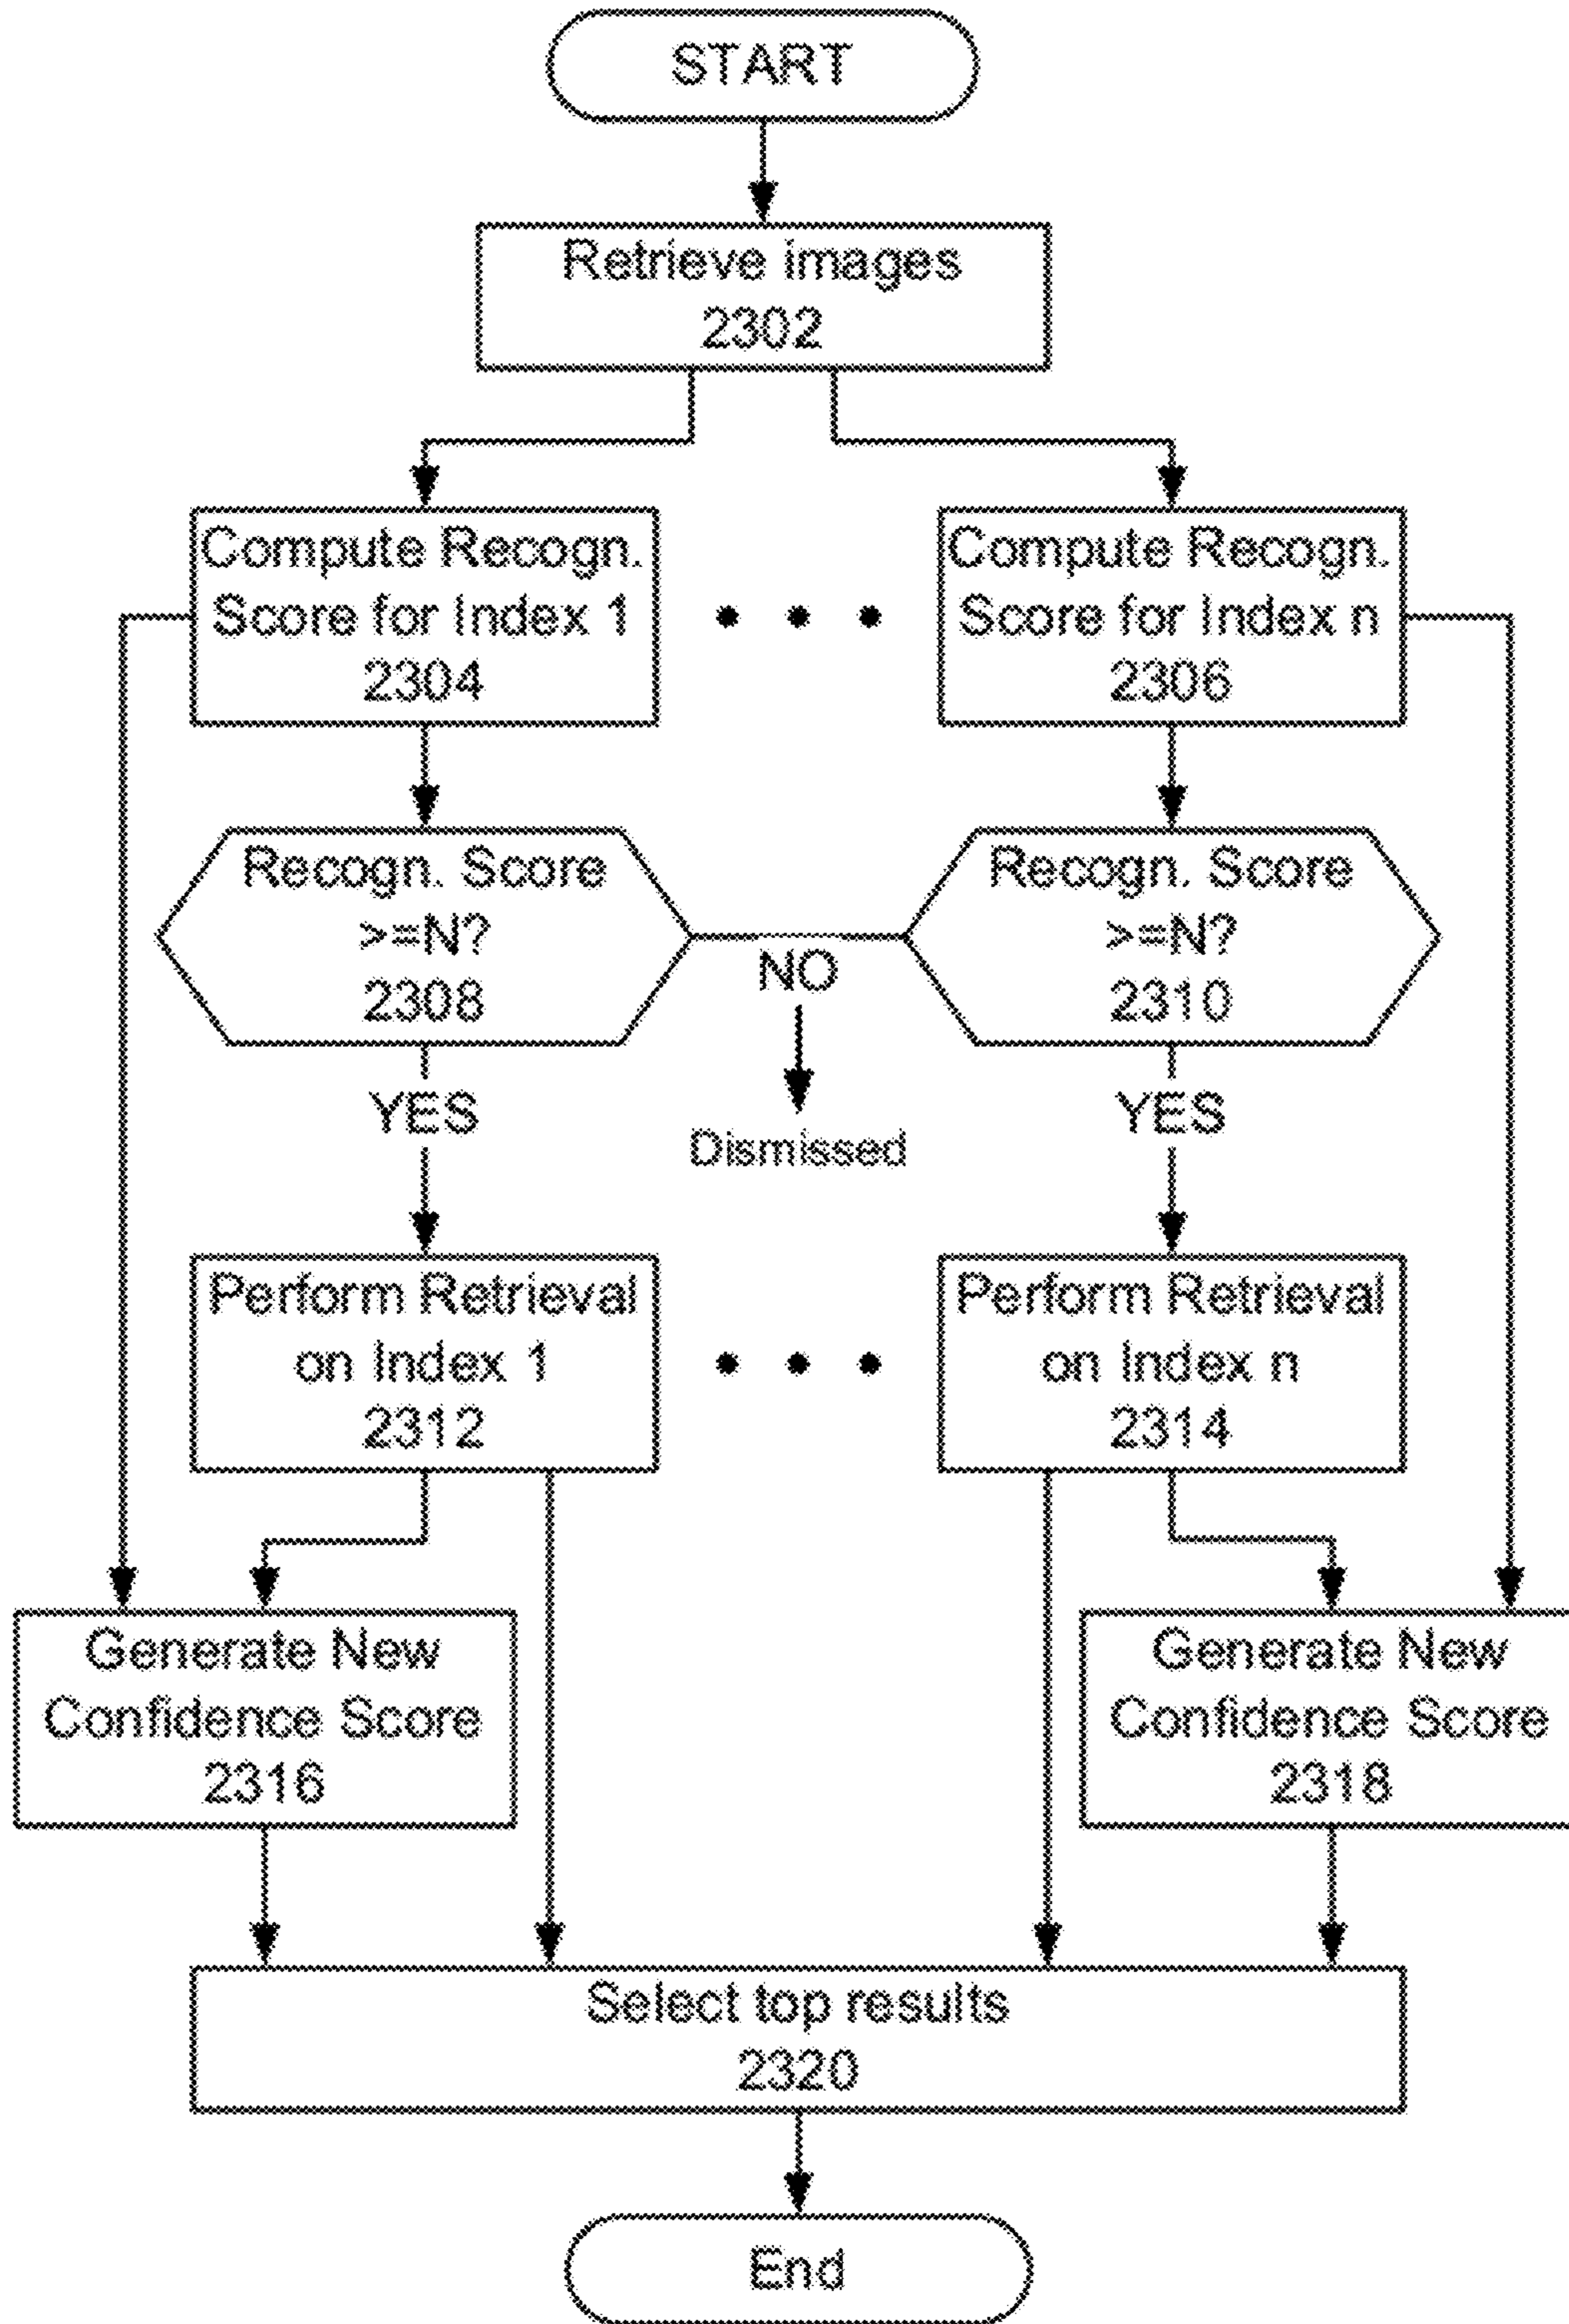 START
Retrieve images
2302
Compute Recogn.
Score for Index 1
2304
Compute Recogn.
Score for Index n
2306
Recogn. Score
>=N?
2308
NO
Recogn. Score
>=N?
2310
YES
Dismissed
YES
Perform Retrieval
on Index 1
2312
Perform Retrieval
on Index n
2314
Generate New
Confidence Score
2316
Generate New
Confidence Score
2318
Select top results
2320
End